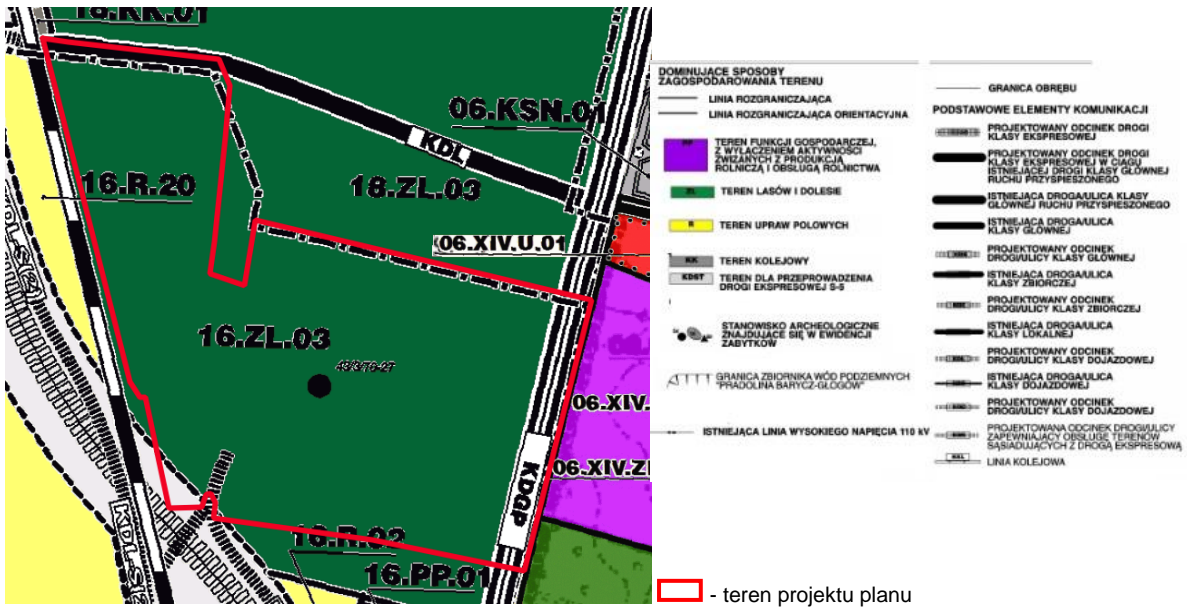 18.KK.01
06.KSN.01
KDL
16.R.20
18.ZL.03
06.XIV.U.01
16.ZL.03
06.XIV.
KDGP
06.XIV.ZI
16.R.02
16.PP.01
DOMINUJĄCE SPOSOBY
ZAGOSPODAROWANIA TERENU
LINIA ROZGRANICZAJĄCA
LINIA ROZGRANICZAJĄCA ORIENTACYJNA
TEREN FUNKCJI GOSPODARCZEJ,
Z WYŁĄCZENIEM AKTYWNOŚCI
ZWIZANYCH Z PRODUKCJĄ
ROLNICZĄ I OBSŁUGĄ ROLNICTWA
ZL TEREN LASÓW I DOLESIE
R TEREN UPRAW POLOWYCH
KK TEREN KOLEJOWY
KDST TEREN DLA PRZEPROWADZENIA
DROGI EKSPRESOWEJ S-5
STANOWISKO ARCHEOLOGICZNE
ZNAJDUJĄCE SIĘ W EWIDENCJI
ZABYTKÓW
GRANICA ZBIORNIKA WÓD PODZIEMNYCH
"PRADOLINA BARYCZ-GŁOGÓW"
ISTNIEJĄCA LINIA WYSOKIEGO NAPIĘCIA 110 kV
GRANICA OBRĘBU
PODSTAWOWE ELEMENTY KOMUNIKACJI
PROJEKTOWANY ODCINEK DROGI
KLASY EKSPRESOWEJ
PROJEKTOWANY ODCINEK DROGI
KLASY EKSPRESOWEJ W CIĄGU
ISTNIEJĄCEJ DROGI KLASY GŁÓWNEJ
RUCHU PRZYSPIESZONEGO
ISTNIEJĄCA DROGA/ULICA KLASY
GŁÓWNEJ RUCHU PRZYSPIESZONEGO
ISTNIEJĄCA DROGA/ULICA
KLASY GŁÓWNEJ
PROJEKTOWANY ODCINEK
DROGI/ULICY KLASY GŁÓWNEJ
ISTNIEJĄCA DROGA/ULICA
KLASY ZBIORCZEJ
PROJEKTOWANY ODCINEK
DROGI/ULICY KLASY ZBIORCZEJ
ISTNIEJĄCA DROGA/ULICA
KLASY LOKALNEJ
PROJEKTOWANY ODCINEK
DROGI/ULICY KLASY DOJAZDOWEJ
ISTNIEJĄCA DROGA/ULICA
KLASY DOJAZDOWEJ
PROJEKTOWANY ODCINEK
DROGI/ULICY KLASY DOJAZDOWEJ
PROJEKTOWANA ODCINEK DROGI/ULICY
ZAPEWNIAJĄCY OBSŁUGĘ TERENÓW
SĄSIADUJĄCYCH Z DROGĄ EKSPRESOWĄ
LINIA KOLEJOWA
- teren projektu planu